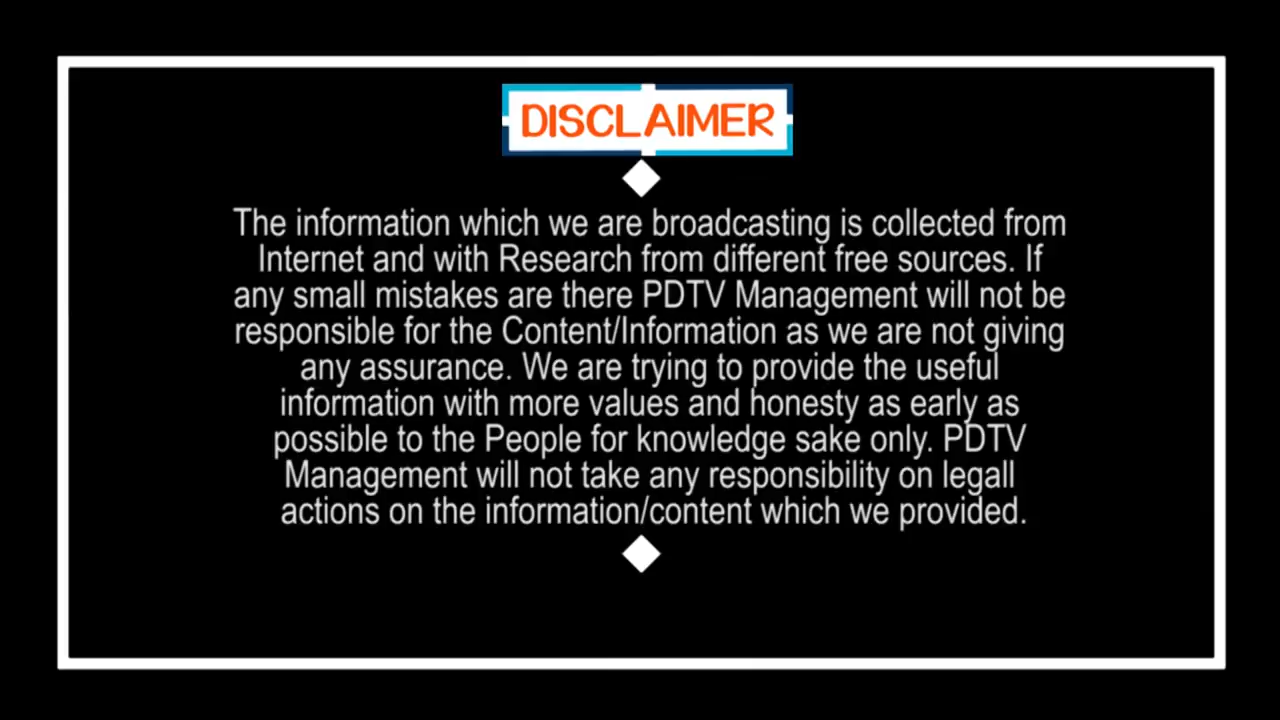 DISCLAIMER
The information which we are broadcasting is collected from
Internet and with Research from different free sources. If
any small mistakes are there PDTV Management will not be
responsible for the Content/Information as we are not giving
any assurance. We are trying to provide the useful
information with more values and honesty as early as
possible to the People for knowledge sake only. PDTV
Management will not take any responsibility on legall
actions on the information/content which we provided.